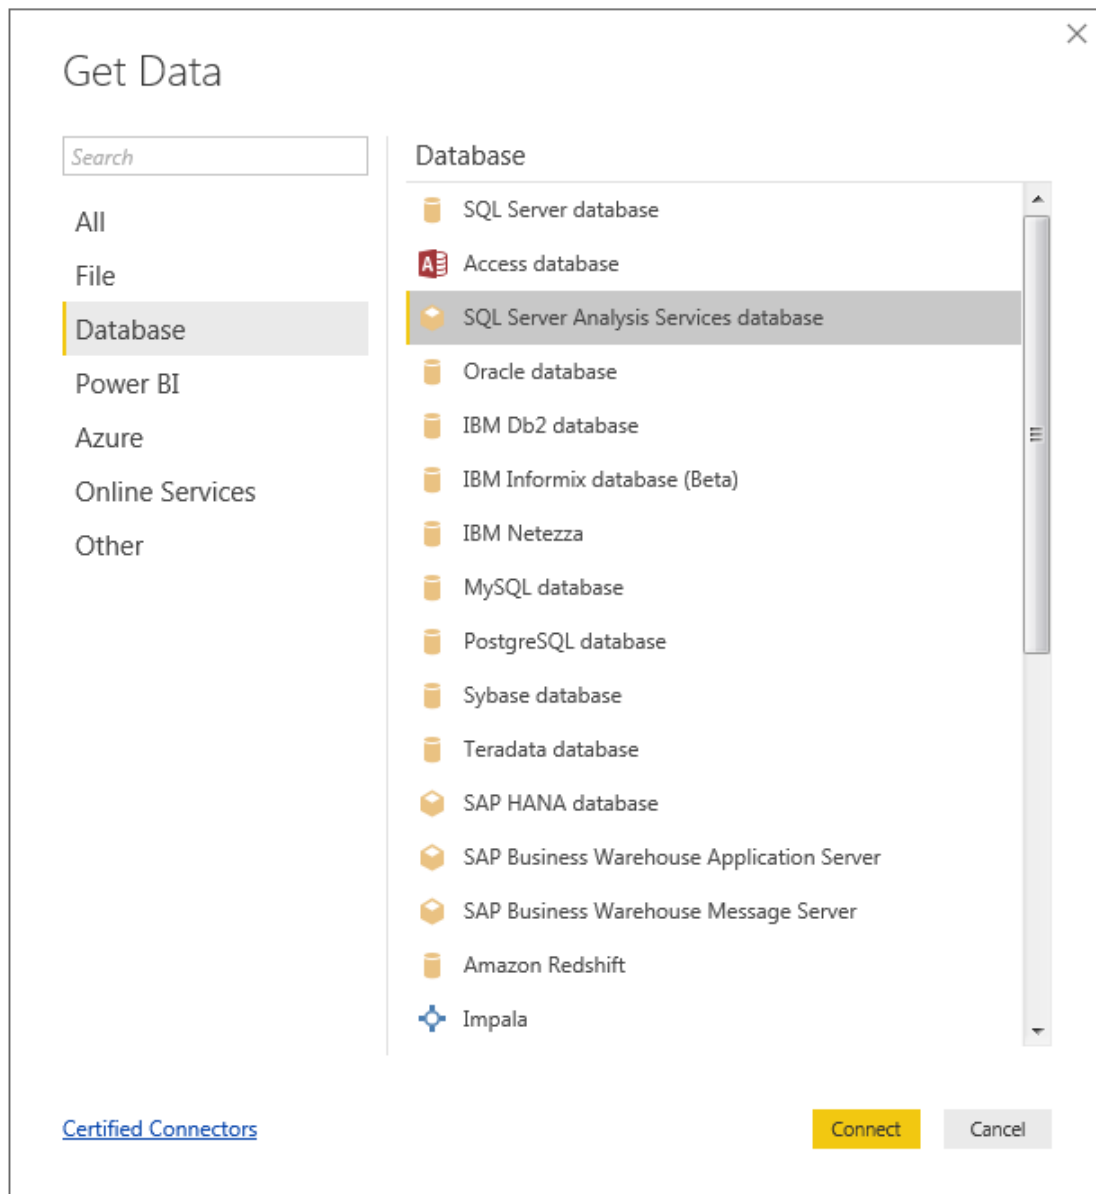 Get Data
Search
All
File
Database
Power BI
Azure
Online Services
Other
Database
SQL Server database
Access database
SQL Server Analysis Services database
Oracle database
IBM Db2 database
IBM Informix database (Beta)
IBM Netezza
MySQL database
PostgreSQL database
Sybase database
Teradata database
SAP HANA database
SAP Business Warehouse Application Server
SAP Business Warehouse Message Server
Amazon Redshift
Impala
Certified Connectors
Connect
Cancel